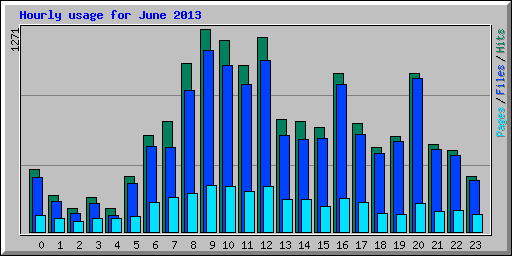 Hourly usage for June 2013
1271
Pages / Files / Hits
0 1 2 3 4 5 6 7 8 9 10 11 12 13 14 15 16 17 18 19 20 21 22 23